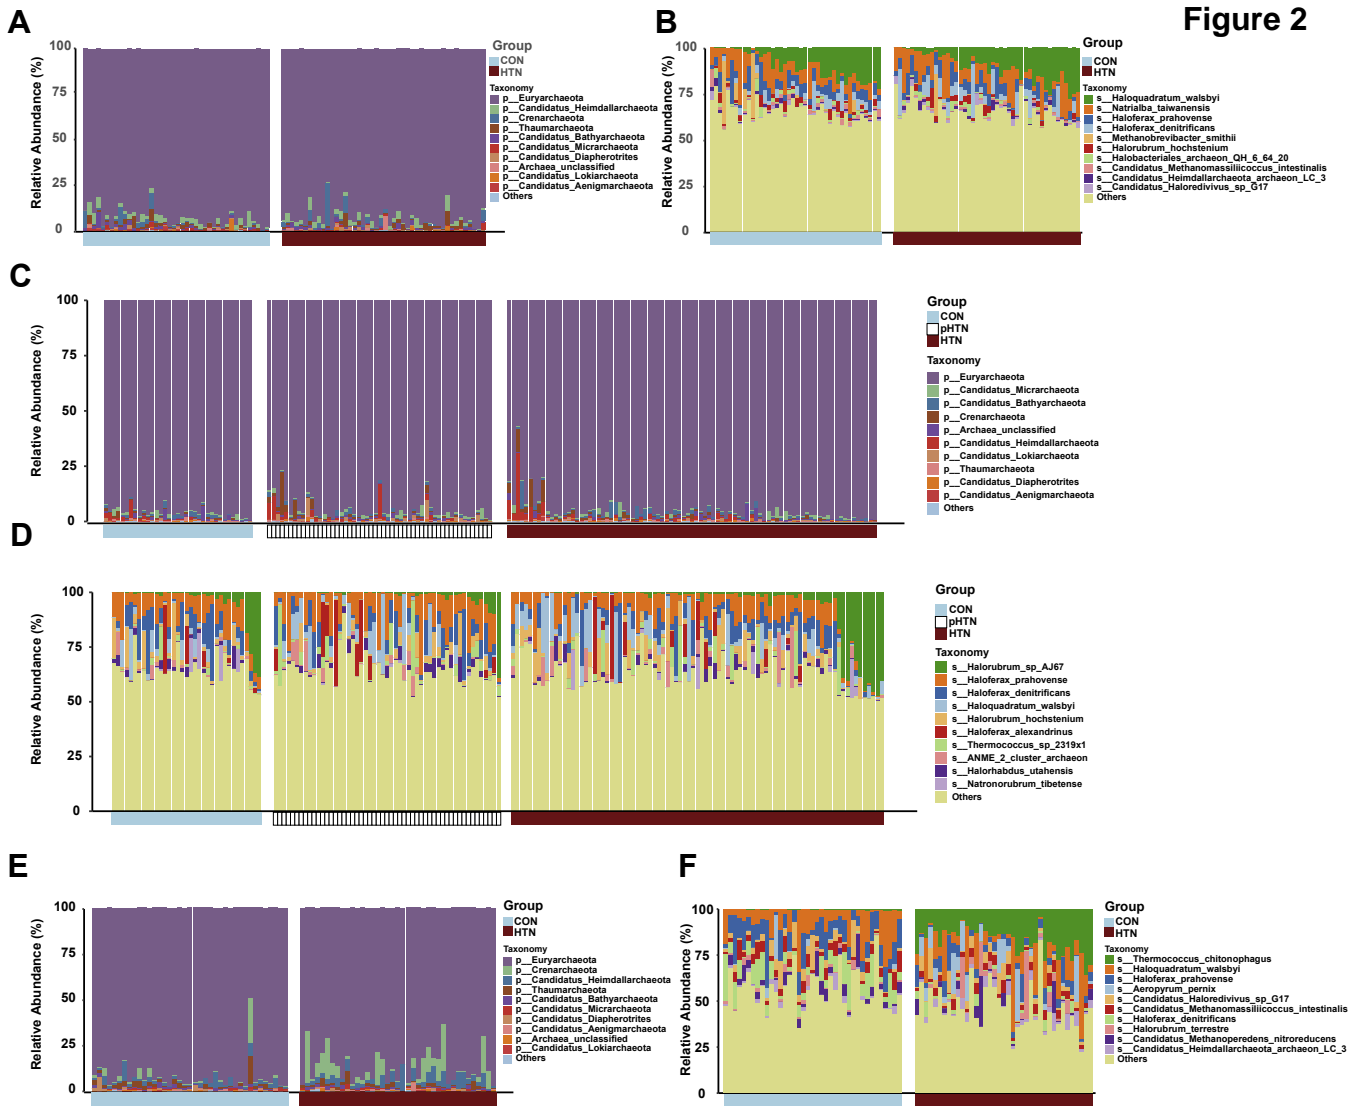 Figure 2
A
Relative Abundance (%)
100
75
50
25
0
Group
CON
HTN
Taxonomy
p__Euryarchaeota
p__Candidatus_Heimdallarchaeota
p__Crenarchaeota
p__Thaumarchaeota
p__Candidatus_Bathyarchaeota
p__Candidatus_Micrarchaeota
p__Candidatus_Diapherotrites
p__Archaea_unclassified
p__Candidatus_Lokiarchaeota
p__Candidatus_Aenigmarchaeota
Others
B
Relative Abundance (%)
100
75
50
25
0
Group
CON
HTN
Taxonomy
s__Haloquadratum_walsbyi
s__Natrialba_taiwanensis
s__Haloferax_prahovense
s__Haloferax_denitrificans
s__Methanobrevibacter_smithii
s__Halorubrum_hochstenium
s__Halobacteriales_archaeon_QH_6_64_20
s__Candidatus_Methanomassiliicoccus_intestinalis
s__Candidatus_Heimdallarchaeota_archaeon_LC_3
s__Candidatus_Haloredivivus_sp_G17
Others
C
Relative Abundance (%)
100
75
50
25
0
Group
CON
pHTN
HTN
Taxonomy
p__Euryarchaeota
p__Candidatus_Micrarchaeota
p__Candidatus_Bathyarchaeota
p__Crenarchaeota
p__Archaea_unclassified
p__Candidatus_Heimdallarchaeota
p__Candidatus_Lokiarchaeota
p__Thaumarchaeota
p__Candidatus_Diapherotrites
p__Candidatus_Aenigmarchaeota
Others
D
Relative Abundance (%)
100
75
50
25
0
Group
CON
pHTN
HTN
Taxonomy
s__Halorubrum_sp_AJ67
s__Haloferax_prahovense
s__Haloferax_denitrificans
s__Haloquadratum_walsbyi
s__Halorubrum_hochstenium
s__Haloferax_alexandrinus
s__Thermococcus_sp_2319x1
s__ANME_2_cluster_archaeon
s__Halorhabdus_utahensis
s__Natronorubrum_tibetense
Others
E
Relative Abundance (%)
100
75
50
25
0
Group
CON
HTN
Taxonomy
p__Euryarchaeota
p__Crenarchaeota
p__Candidatus_Heimdallarchaeota
p__Thaumarchaeota
p__Candidatus_Bathyarchaeota
p__Candidatus_Micrarchaeota
p__Candidatus_Diapherotrites
p__Candidatus_Aenigmarchaeota
p__Archaea_unclassified
p__Candidatus_Lokiarchaeota
Others
F
Relative Abundance (%)
100
75
50
25
0
Group
CON
HTN
Taxonomy
s__Thermococcus_chitonophagus
s__Haloquadratum_walsbyi
s__Haloferax_prahovense
s__Aeropyrum_pernix
s__Candidatus_Haloredivivus_sp_G17
s__Candidatus_Methanomassiliicoccus_intestinalis
s__Haloferax_denitrificans
s__Halorubrum_terrestre
s__Candidatus_Methanoperedens_nitroreducens
s__Candidatus_Heimdallarchaeota_archaeon_LC_3
Others